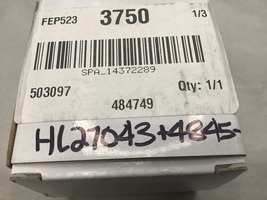 FEP523 3750 1/3
SPA_14372289
503097 Qty: 1/1
484749
HL27043+4845-